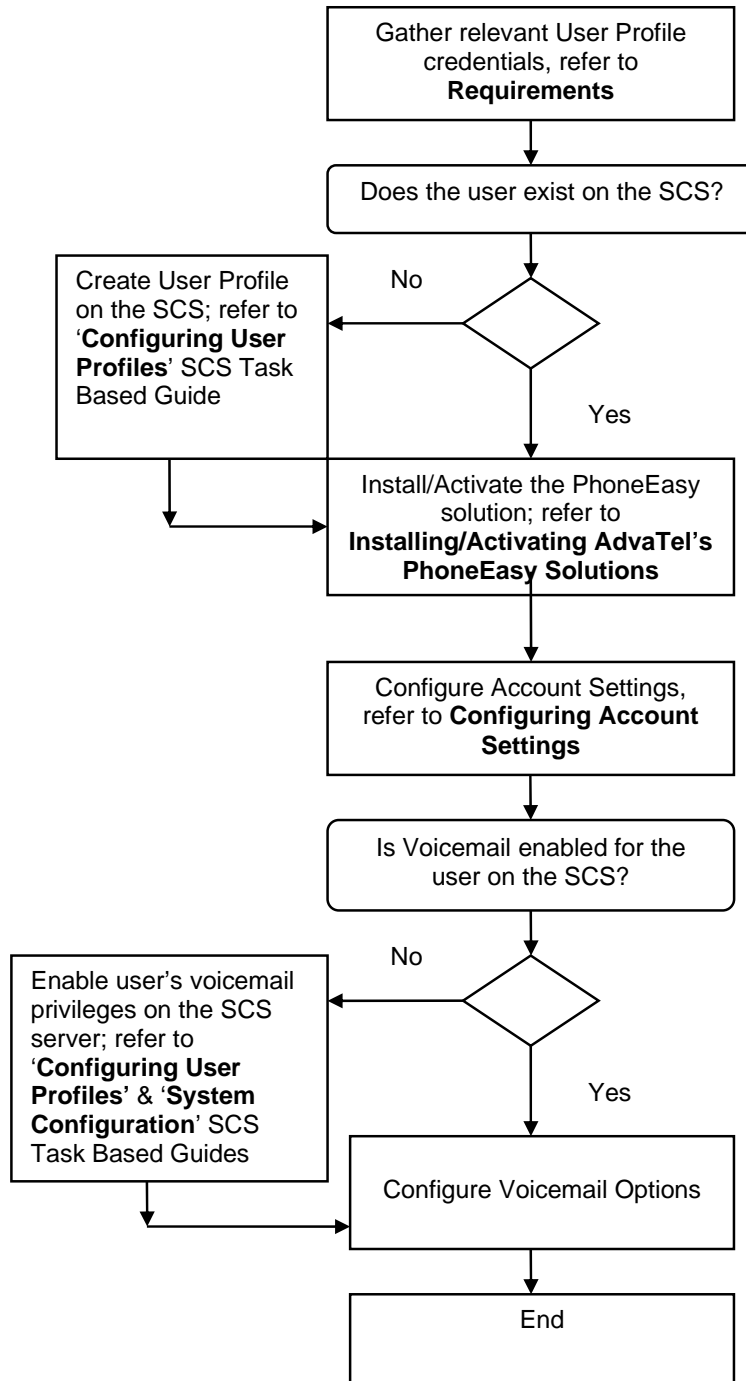 Gather relevant User Profile
credentials, refer to
Requirements
Does the user exist on the SCS?
No
Create User Profile
on the SCS; refer to
‘Configuring User
Profiles’ SCS Task
Based Guide
Yes
Install/Activate the PhoneEasy
solution; refer to
Installing/Activating AdvaTel’s
PhoneEasy Solutions
Configure Account Settings,
refer to Configuring Account
Settings
Is Voicemail enabled for the
user on the SCS?
No
Enable user’s voicemail
privileges on the SCS
server; refer to
‘Configuring User
Profiles’ & ‘System
Configuration’ SCS
Task Based Guides
Yes
Configure Voicemail Options
End